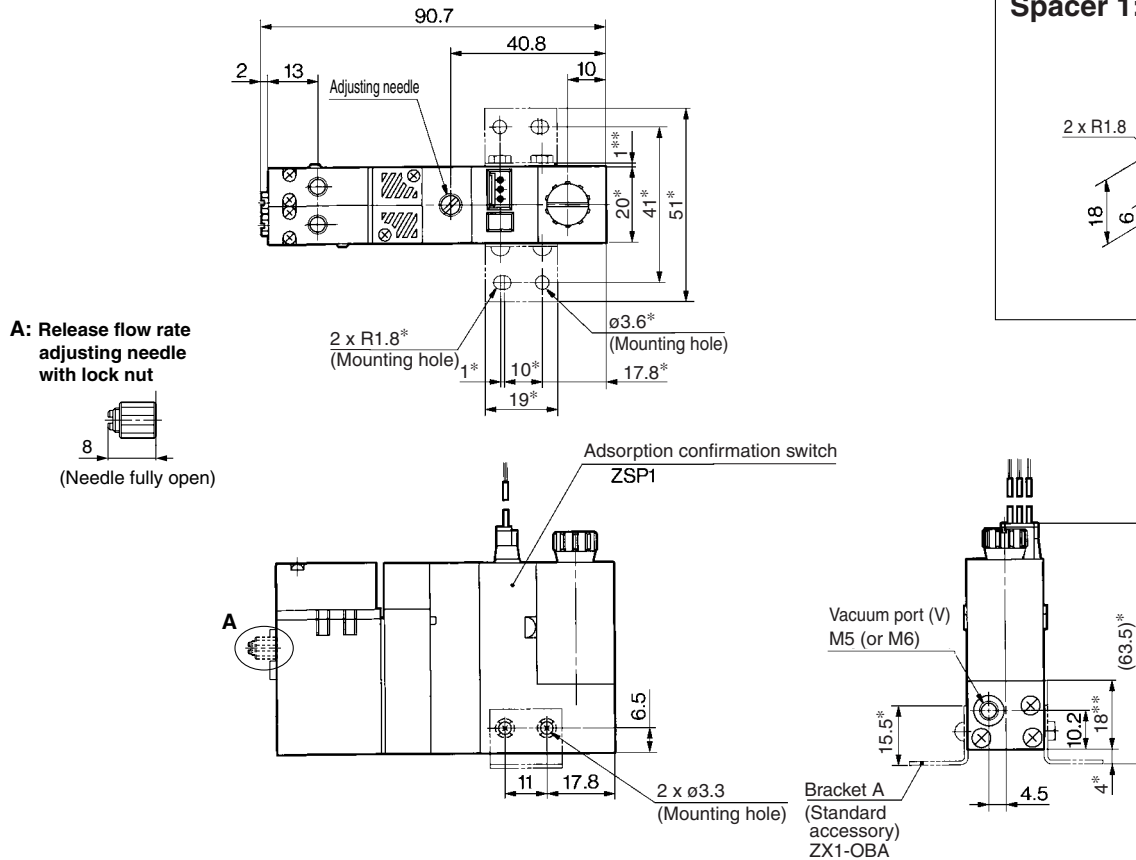 90.7
40.8
2
13
10
Adjusting needle
1**
20*
41*
51*
2 x R1.8*
(Mounting hole)
ø3.6*
(Mounting hole)
1*
10*
17.8*
19*
Spacer 1:
2 x R1.8
18
6
A: Release flow rate
adjusting needle
with lock nut
8
(Needle fully open)
Adsorption confirmation switch
ZSP1
A
6.5
11
17.8
2 x ø3.3
(Mounting hole)
Vacuum port (V)
M5 (or M6)
15.5*
10.2
18**
(63.5)*
4*
4.5
Bracket A
(Standard
accessory)
ZX1-OBA